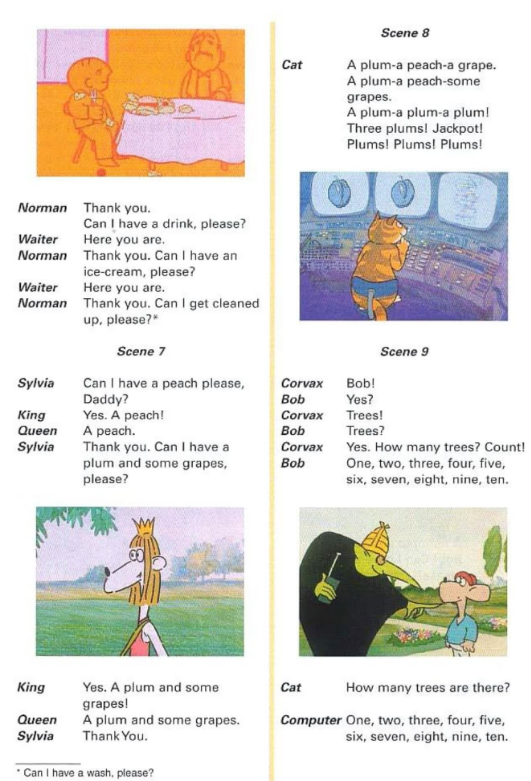 Norman Thank you.
Can I have a drink, please?
Waiter Here you are.
Norman Thank you. Can I have an
ice-cream, please?
Waiter Here you are.
Norman Thank you. Can I get cleaned
up, please?*
Scene 7
Sylvia Can I have a peach please,
Daddy?
King Yes. A peach!
Queen A peach.
Sylvia Thank you. Can I have a
plum and some grapes,
please?
King Yes. A plum and some
grapes!
Queen A plum and some grapes.
Sylvia Thank You.
* Can I have a wash, please?
Scene 8
Cat A plum-a peach-a grape.
A plum-a peach-some
grapes.
A plum-a plum-a plum!
Three plums! Jackpot!
Plums! Plums! Plums!
Scene 9
Corvax Bob!
Bob Yes?
Corvax Trees!
Bob Trees?
Corvax Yes. How many trees? Count!
Bob One, two, three, four, five,
six, seven, eight, nine, ten.
Cat How many trees are there?
Computer One, two, three, four, five,
six, seven, eight, nine, ten.